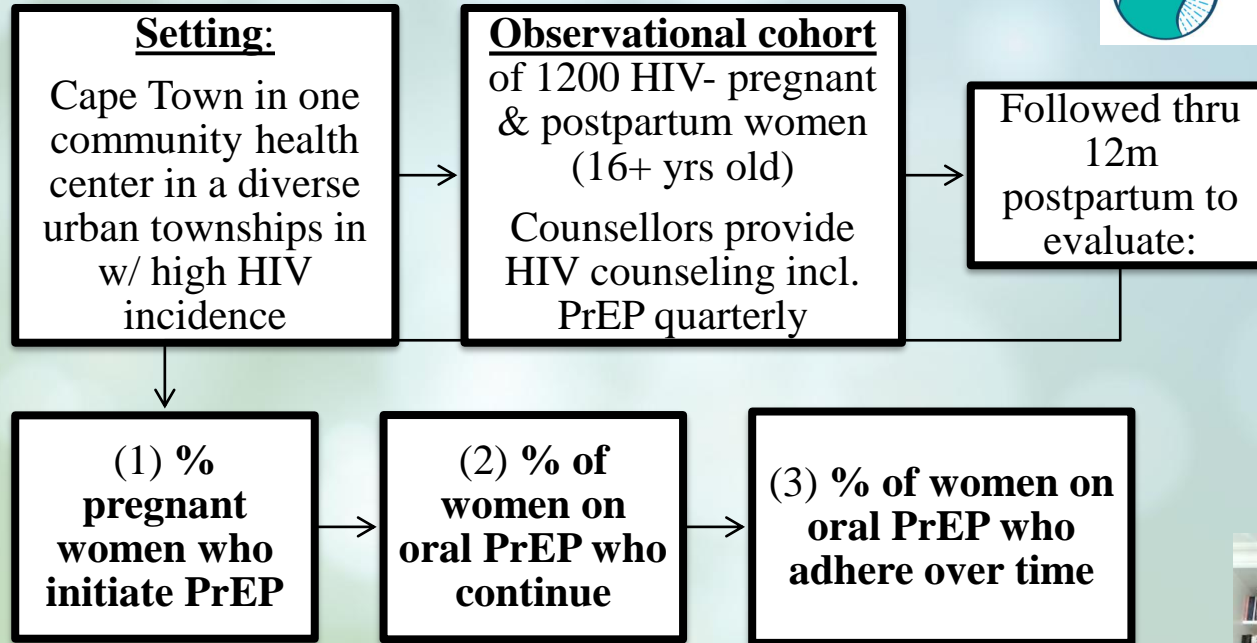 Setting:
Cape Town in one
community health
center in a diverse
urban townships in
w/ high HIV
incidence
Observational cohort
of 1200 HIV- pregnant
& postpartum women
(16+ yrs old)
Counsellors provide
HIV counseling incl.
PrEP quarterly
Followed thru
12m
postpartum to
evaluate:
(1) %
pregnant
women who
initiate PrEP
(2) % of
women on
oral PrEP who
continue
(3) % of women on
oral PrEP who
adhere over time